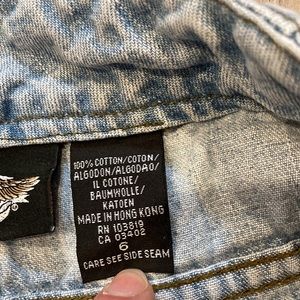 100% COTTON/COTON/
ALGODON/ALGODAO/
IL COTONE/
BAUMWOLLE/
KATOEN
MADE IN HONG KONG
RN 103819
CA 03402
6
CARE SEE SIDE SEAM